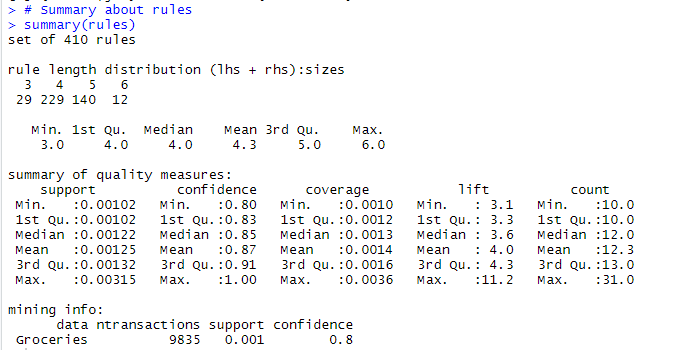 > # Summary about rules
> summary(rules)
set of 410 rules
rule length distribution (lhs + rhs):sizes
3 4 5 6
29 229 140 12
Min. 1st Qu. Median Mean 3rd Qu. Max.
3.0 4.0 4.0 4.3 5.0 6.0
summary of quality measures:
support confidence coverage lift count
Min. :0.00102 Min. :0.80 Min. :0.0010 Min. : 3.1 Min. :10.0
1st Qu.:0.00102 1st Qu.:0.83 1st Qu.:0.0012 1st Qu.: 3.3 1st Qu.:10.0
Median :0.00122 Median :0.85 Median :0.0013 Median : 3.6 Median :12.0
Mean :0.00125 Mean :0.87 Mean :0.0014 Mean : 4.0 Mean :12.3
3rd Qu.:0.00132 3rd Qu.:0.91 3rd Qu.:0.0016 3rd Qu.: 4.3 3rd Qu.:13.0
Max. :0.00315 Max. :1.00 Max. :0.0036 Max. :11.2 Max. :31.0
mining info:
data ntransactions support confidence
Groceries 9835 0.001 0.8